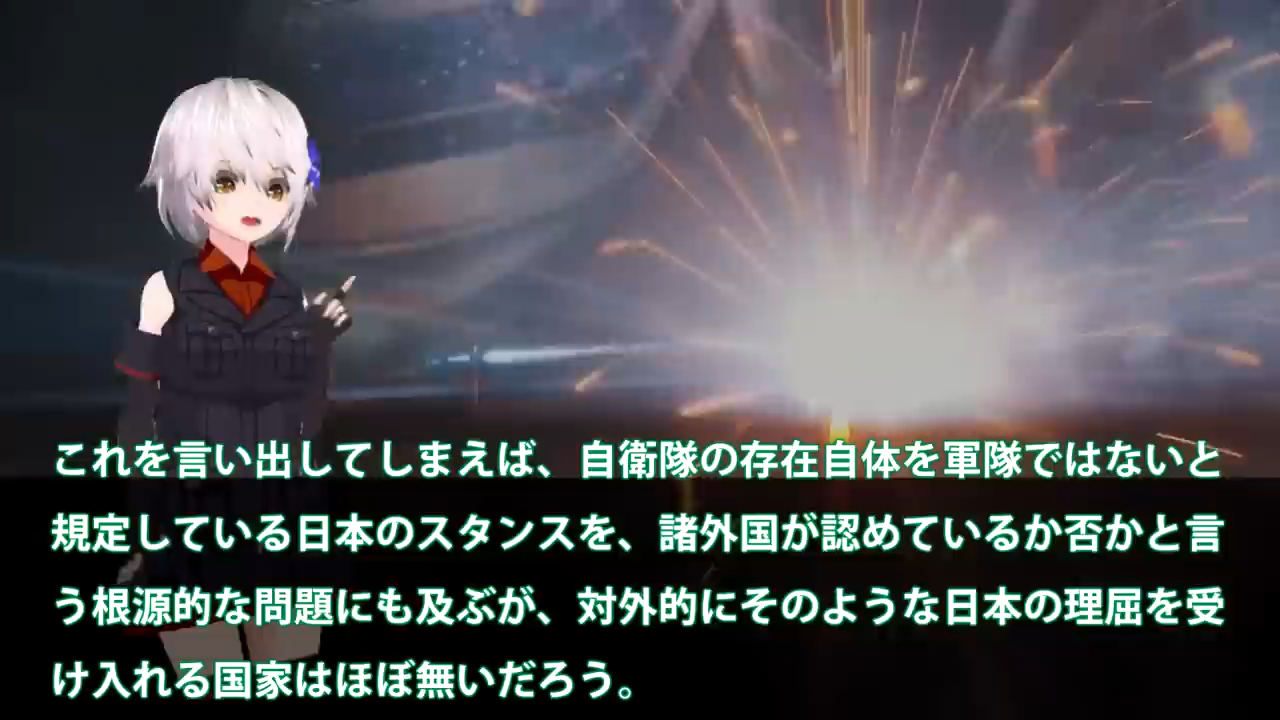 これを言い出してしまえば、自衛隊の存在自体を軍隊ではないと
規定している日本のスタンスを、諸外国が認めているか否かと言
う根源的な問題にも及ぶが、対外的にそのような日本の理屈を受
け入れる国家はほぼ無いだろう。